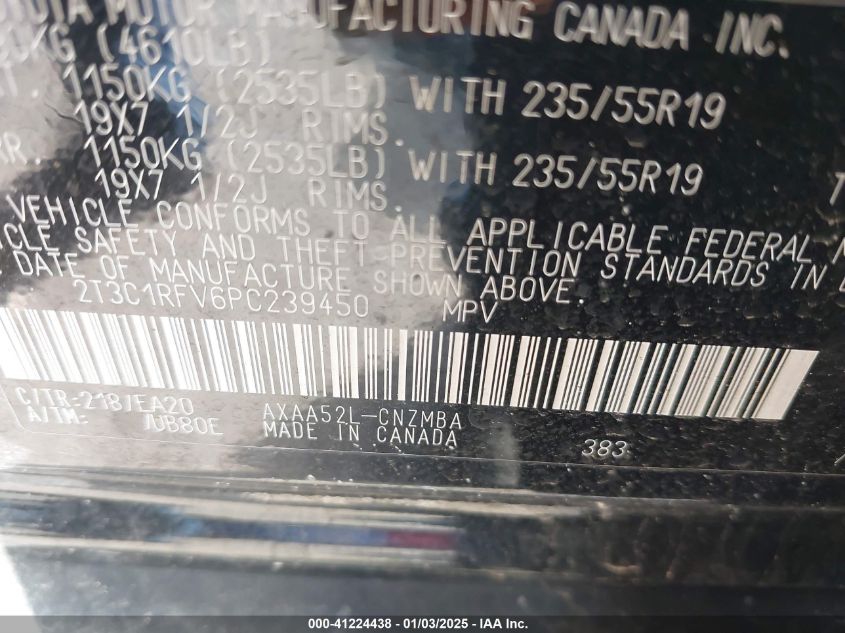 MOTOR MANUFACTURING CANADA INC.
(4610LB)
1150KG (2535LB) WITH 235/55R19
19X7 1/2J RIMS.
RR. 1150KG (2535LB) WITH 235/55R19
19X7 1/2J RIMS.
VEHICLE CONFORMS TO ALL APPLICABLE FEDERAL
SAFETY AND THEFT PREVENTION STANDARDS IN
DATE OF MANUFACTURE SHOWN ABOVE.
2T3C1RFV6PC239450 MPV
C/TR-218/EA20 AXAA52L-CNZMBA
A/TM: /UB80E MADE IN CANADA
383
000-41224438 - 01/03/2025 - IAA Inc.